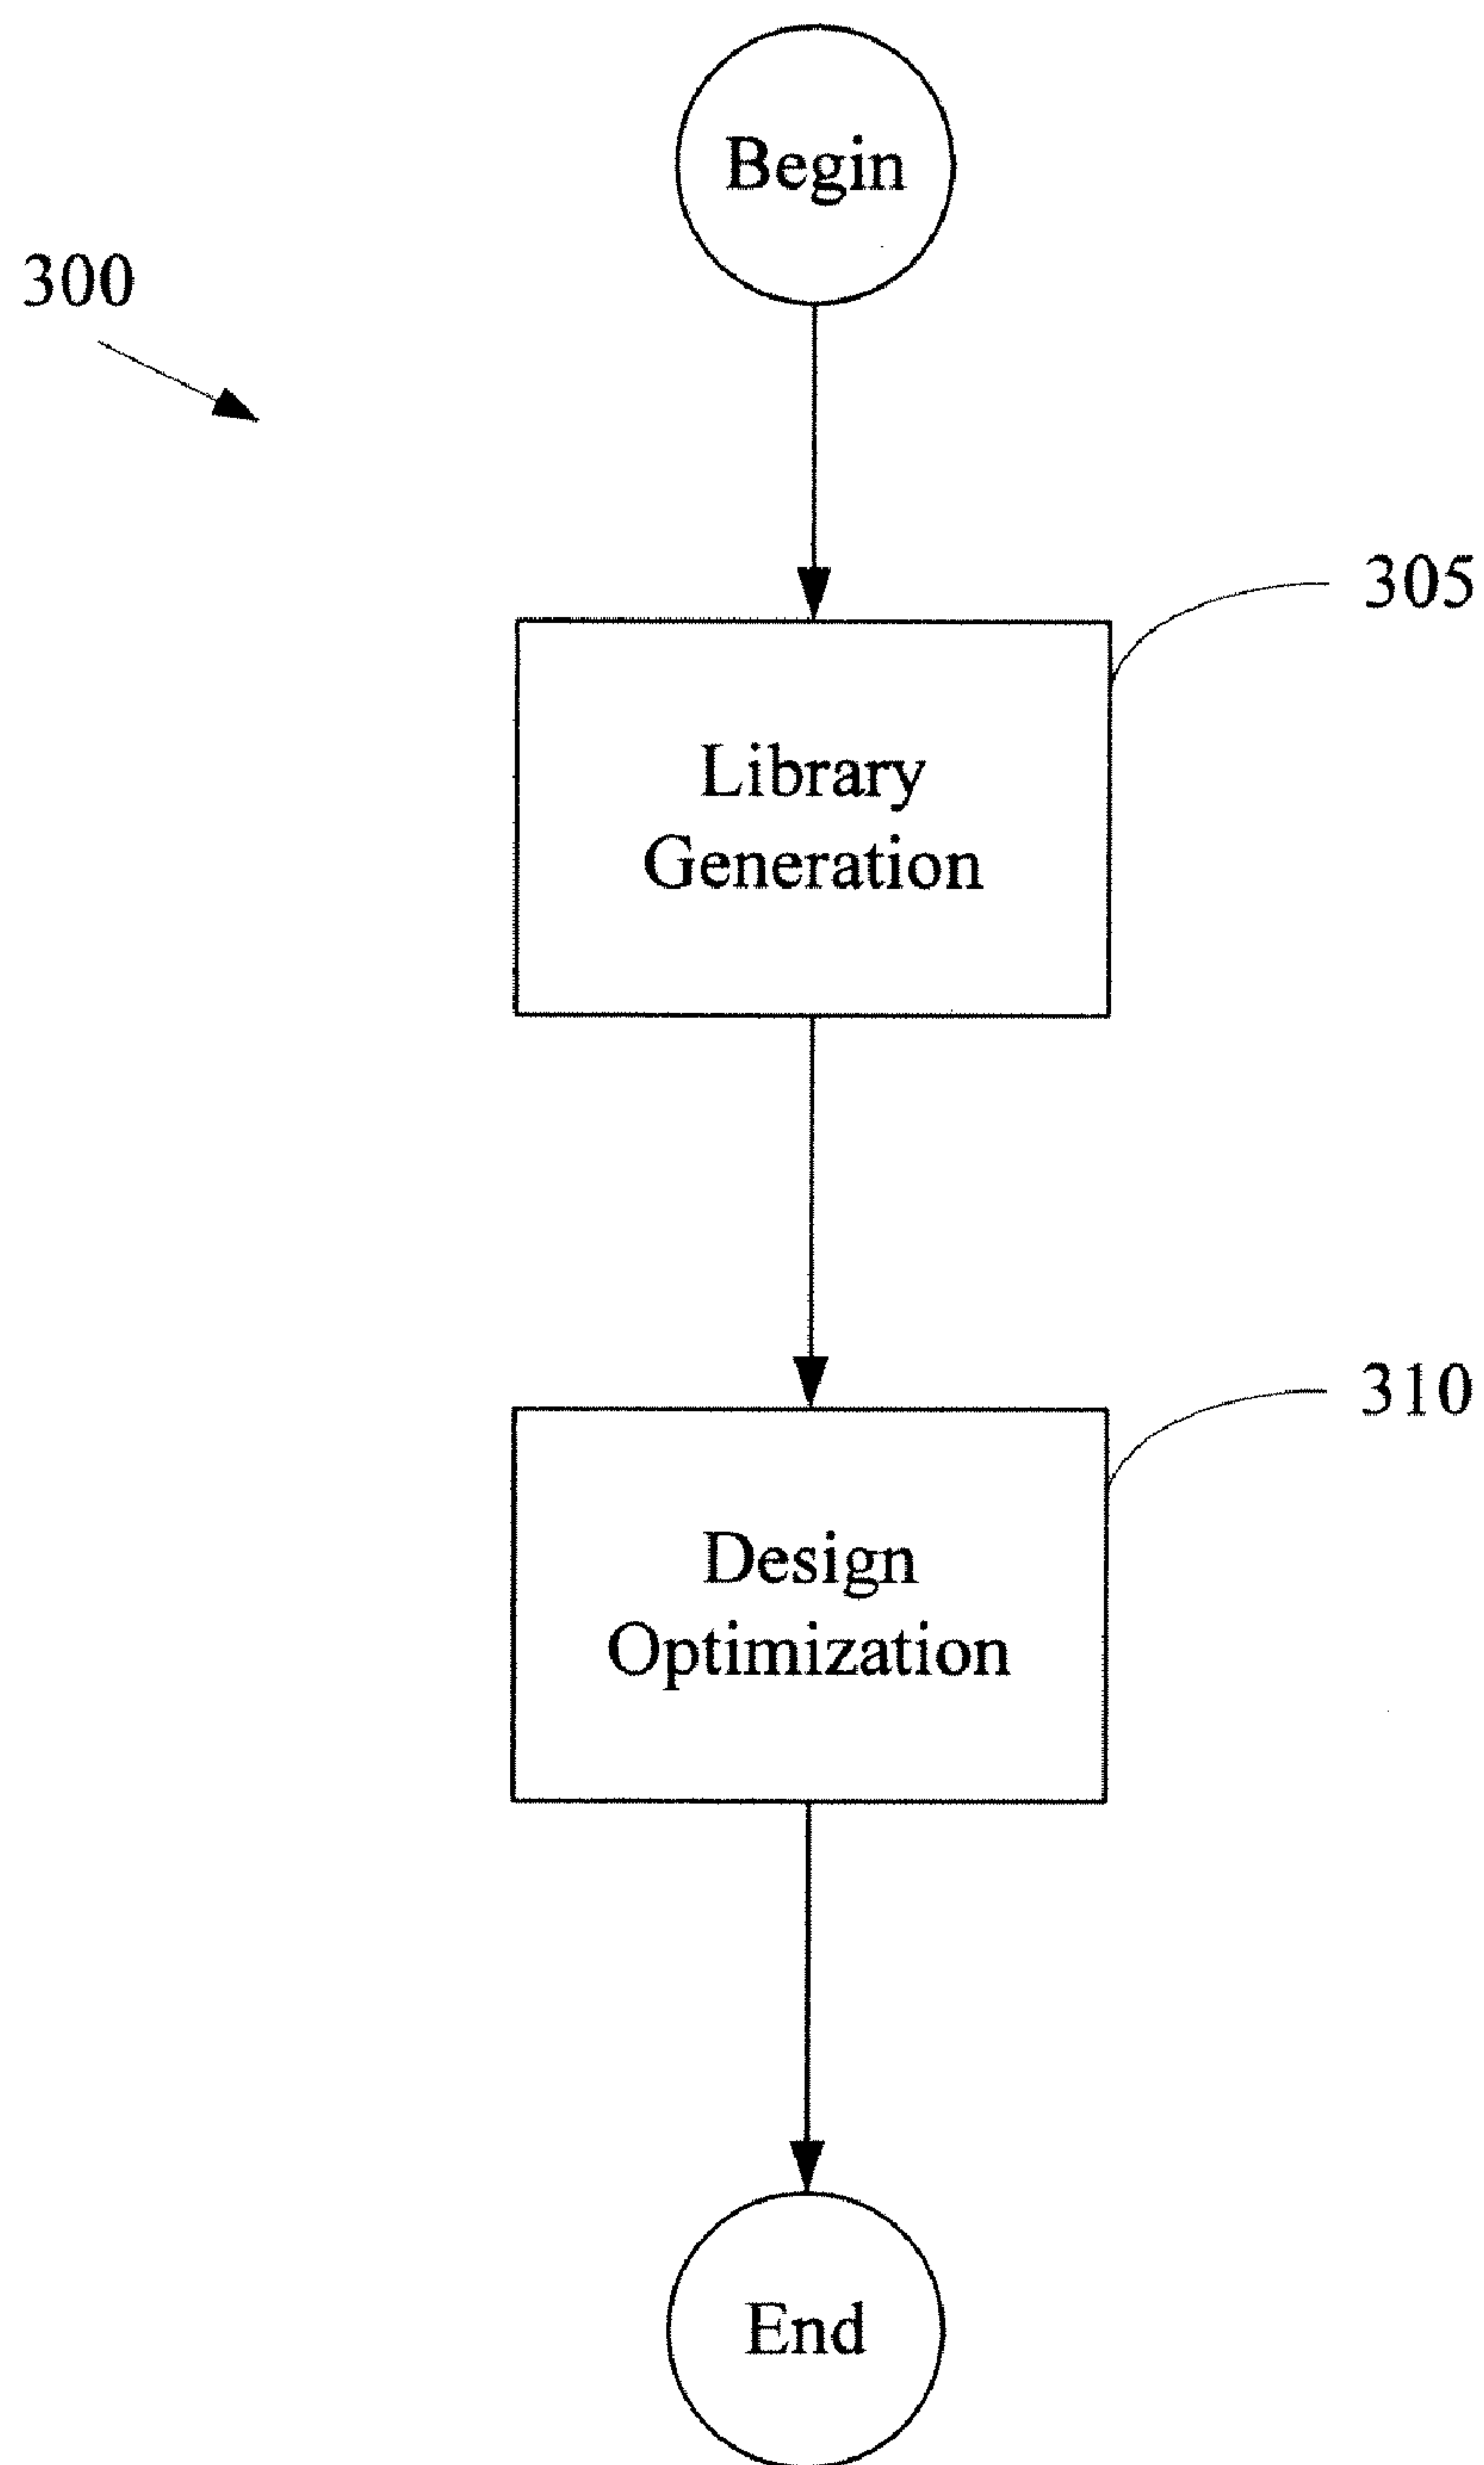 Begin
300
305
Library
Generation
310
Design
Optimization
End